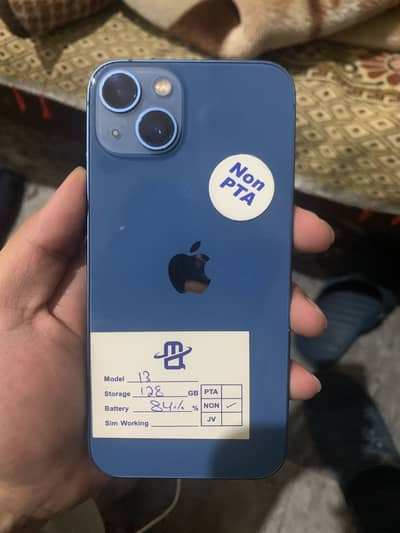 Non
PTA
Model 13
Storage 128 GB
Battery 84% %
Sim Working
PTA
NON ✓
JV